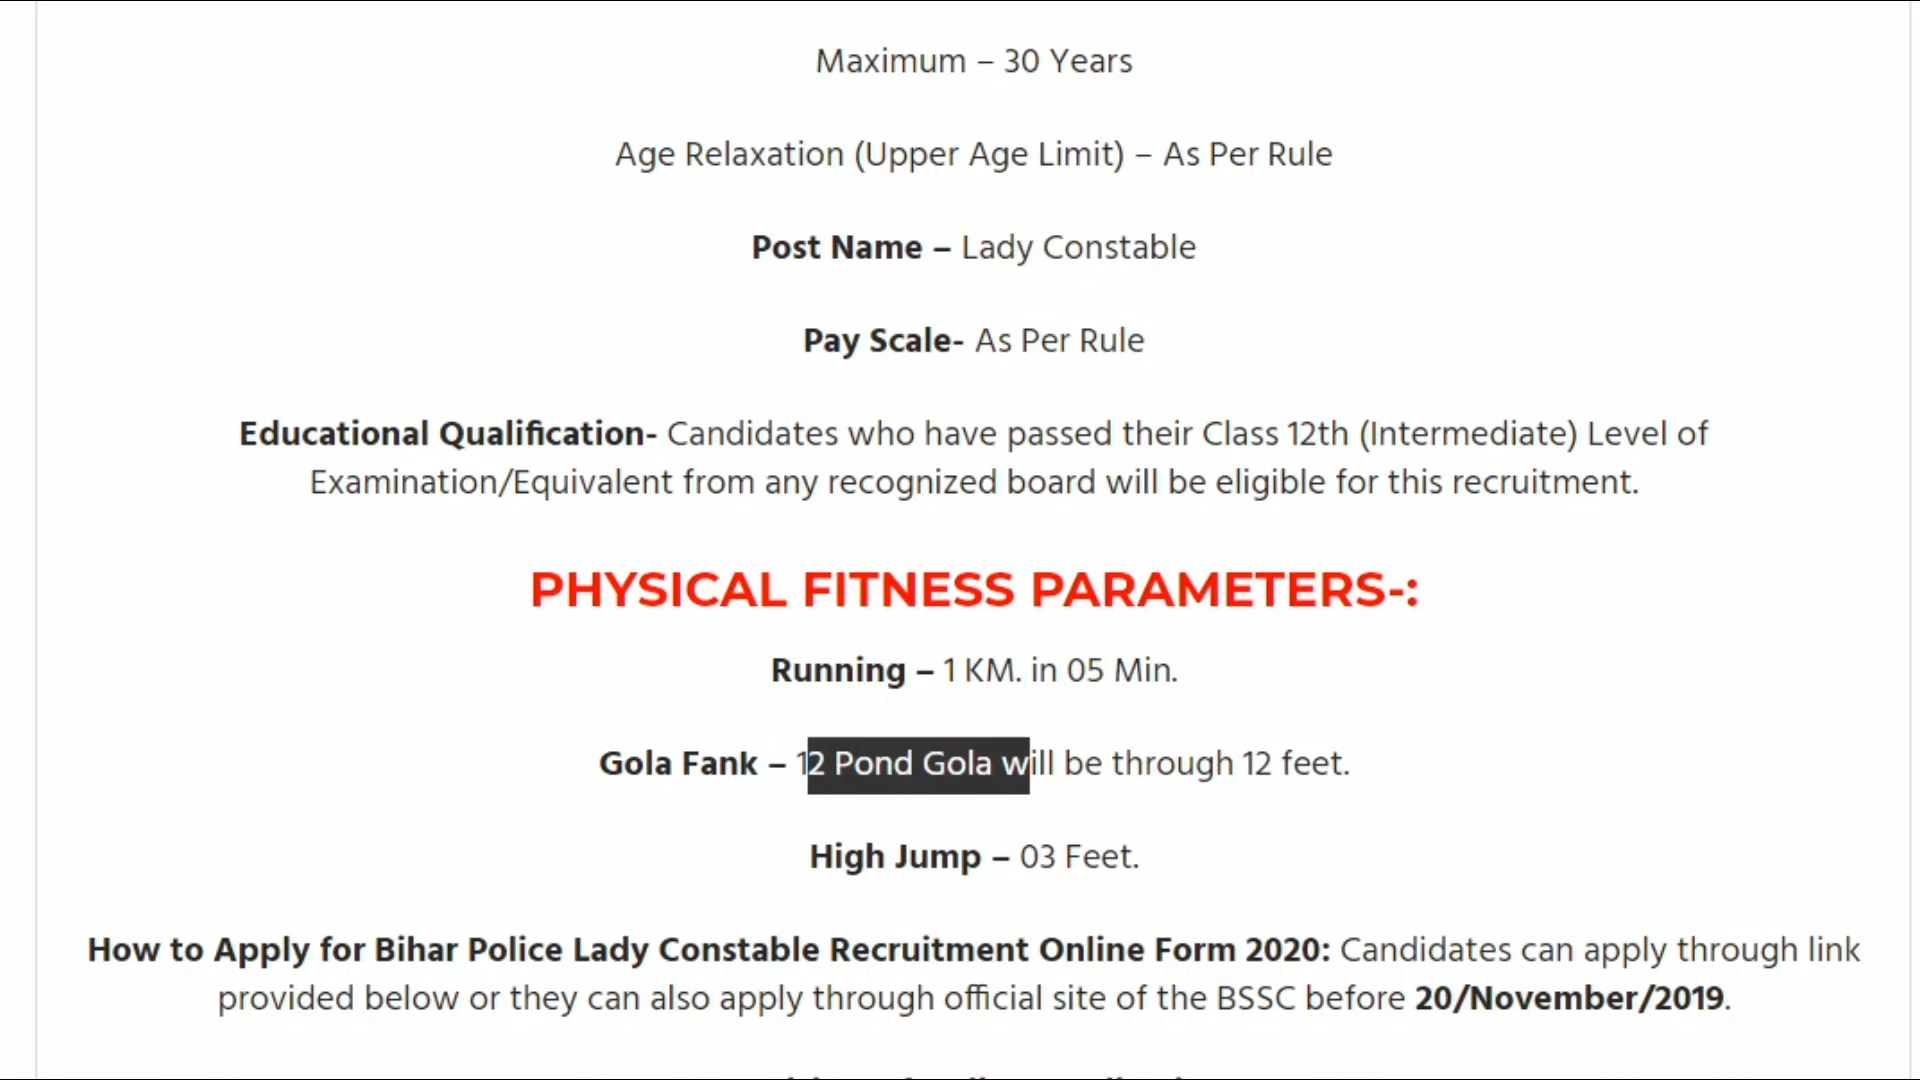 Maximum – 30 Years
Age Relaxation (Upper Age Limit) – As Per Rule
Post Name – Lady Constable
Pay Scale- As Per Rule
Educational Qualification- Candidates who have passed their Class 12th (Intermediate) Level of
Examination/Equivalent from any recognized board will be eligible for this recruitment.
PHYSICAL FITNESS PARAMETERS-:
Running – 1 KM. in 05 Min.
Gola Fank – 12 Pond Gola will be through 12 feet.
High Jump – 03 Feet.
How to Apply for Bihar Police Lady Constable Recruitment Online Form 2020: Candidates can apply through link
provided below or they can also apply through official site of the BSSC before 20/November/2019.